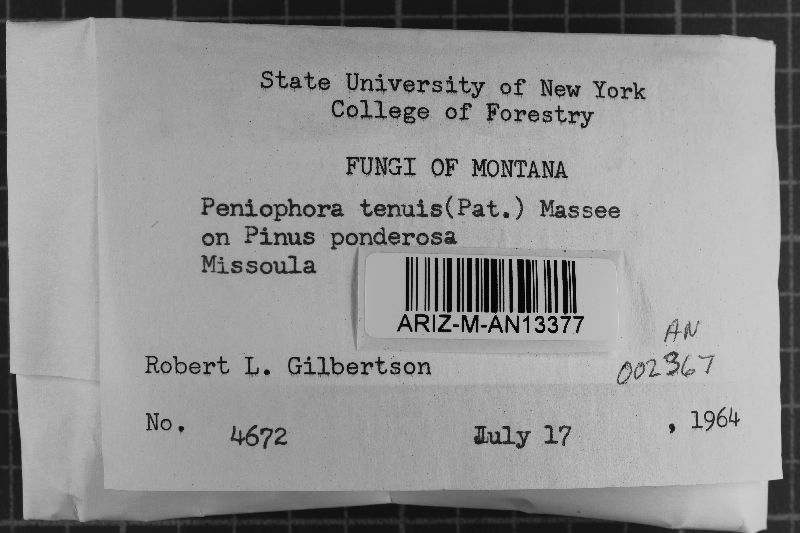 State University of New York
College of Forestry
FUNGI OF MONTANA
Peniophora tenuis(Pat.) Massee
on Pinus ponderosa
Missoula
ARIZ-M-AN13377
AN
002367
Robert L. Gilbertson
No. 4672 July 17 , 1964